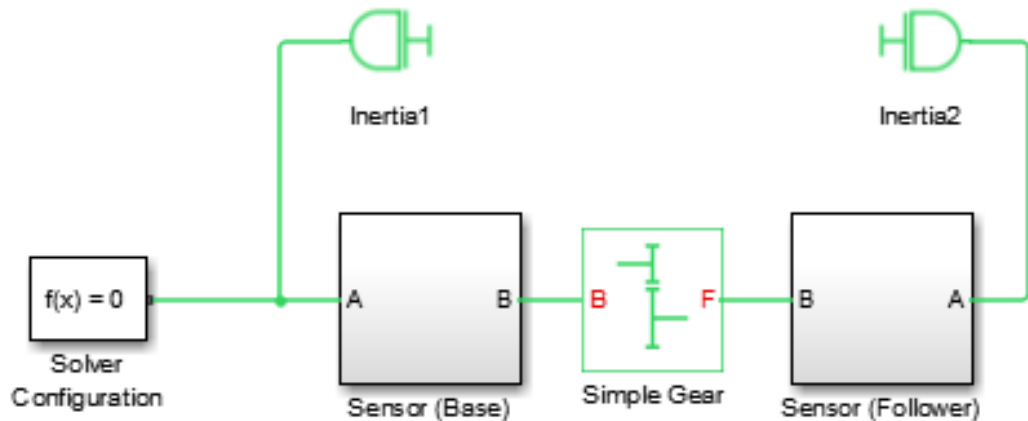 Inertia1
Inertia2
f(x) = 0
A
B
B
F
B
A
Solver
Configuration
Sensor (Base)
Simple Gear
Sensor (Follower)